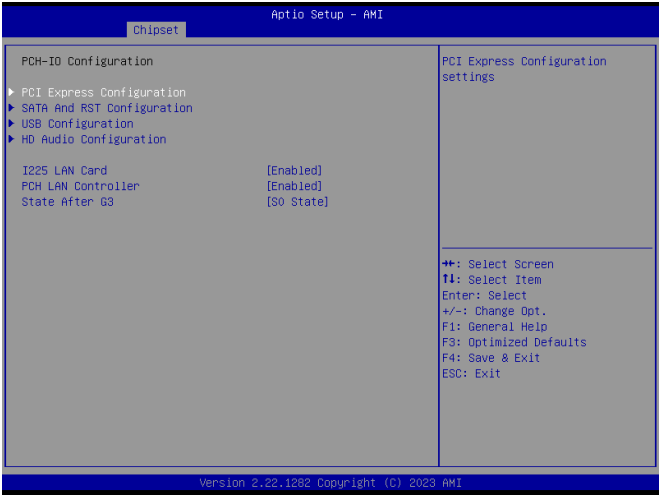 Aptio Setup – AMI
Chipset
PCH-IO Configuration
PCI Express Configuration
SATA And RST Configuration
USB Configuration
HD Audio Configuration
I225 LAN Card [Enabled]
PCH LAN Controller [Enabled]
State After G3 [S0 State]
PCI Express Configuration
settings
→←: Select Screen
↑↓: Select Item
Enter: Select
+/-: Change Opt.
F1: General Help
F3: Optimized Defaults
F4: Save & Exit
ESC: Exit
Version 2.22.1282 Copyright (C) 2023 AMI